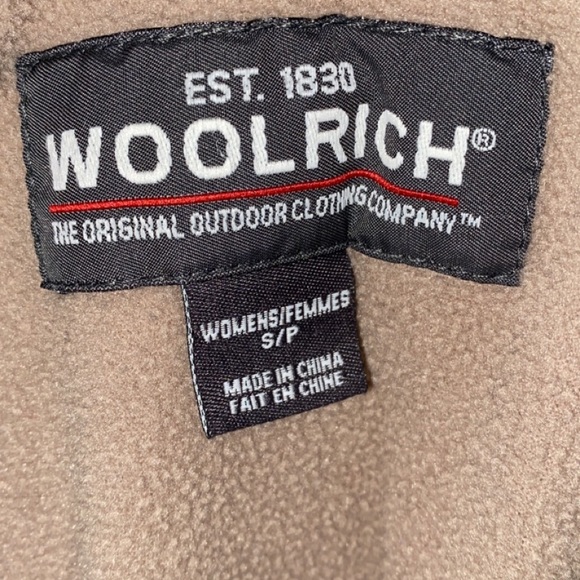 EST. 1830
WOOLRICH®
THE ORIGINAL OUTDOOR CLOTHING COMPANY™
WOMENS/FEMMES
S/P
MADE IN CHINA
FAIT EN CHINE